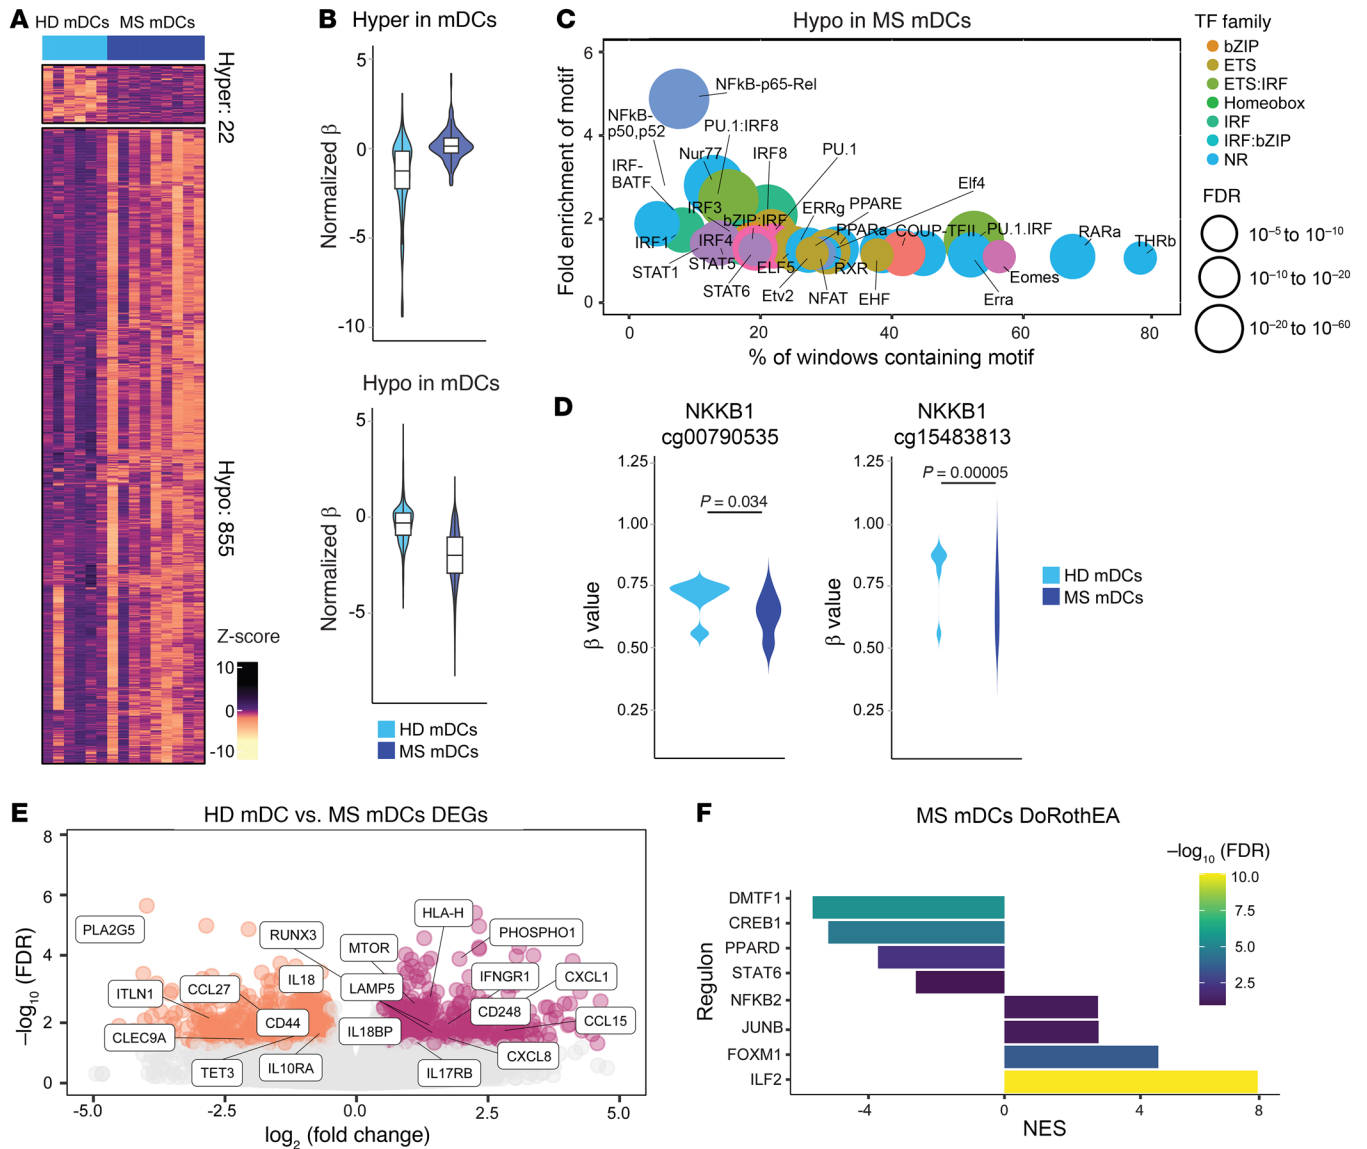 A
HD mDCs
MS mDCs
Hyper: 22
Hypo: 855
Z-score
10
0
-10
B
Hyper in mDCs
5
0
-5
-10
Normalized β
Hypo in mDCs
5
0
-5
Normalized β
HD mDCs
MS mDCs
C
Hypo in MS mDCs
6
4
2
0
Fold enrichment of motif
NFkB-p65-Rel
NFkB-
p50,p52
PU.1:IRF8
Nur77
IRF8
PU.1
IRF-
BATF
Elf4
IRF3
bZIP:IRF
ERRg
PPARE
IRF1
IRF4
PPARa
COUP-TFII
PU.1.IRF
RARa
THRb
STAT1
STAT5
ELF5
RXR
Eomes
STAT6
Etv2
NFAT
EHF
Erra
0
20
40
60
80
% of windows containing motif
TF family
bZIP
ETS
ETS:IRF
Homeobox
IRF
IRF:bZIP
NR
FDR
10⁻⁵ to 10⁻¹⁰
10⁻¹⁰ to 10⁻²⁰
10⁻²⁰ to 10⁻⁶⁰
D
NKKB1
cg00790535
1.25
1.00
0.75
0.50
0.25
β value
P = 0.034
NKKB1
cg15483813
1.25
1.00
0.75
0.50
0.25
β value
P = 0.00005
HD mDCs
MS mDCs
E
HD mDC vs. MS mDCs DEGs
8
6
4
2
0
–log₁₀ (FDR)
PLA2G5
HLA-H
RUNX3
MTOR
PHOSPHO1
ITLN1
CCL27
IL18
LAMP5
IFNGR1
CXCL1
CLEC9A
CD44
IL18BP
CD248
CCL15
TET3
IL10RA
IL17RB
CXCL8
-5.0
-2.5
0.0
2.5
5.0
log₂ (fold change)
F
MS mDCs DoRothEA
–log₁₀ (FDR)
10.0
7.5
5.0
2.5
Regulon
DMTF1
CREB1
PPARD
STAT6
NFKB2
JUNB
FOXM1
ILF2
-4
0
4
8
NES